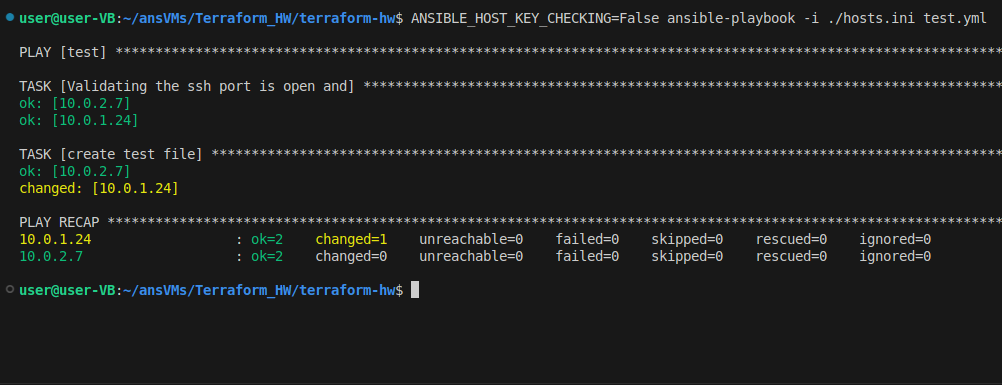 user@user-VB:~/ansVMs/Terraform_HW/terraform-hw$ ANSIBLE_HOST_KEY_CHECKING=False ansible-playbook -i ./hosts.ini test.yml
PLAY [test] ****************************************************************************************************************
TASK [Validating the ssh port is open and] ********************************************************************************
ok: [10.0.2.7]
ok: [10.0.1.24]
TASK [create test file] ***************************************************************************************************
ok: [10.0.2.7]
changed: [10.0.1.24]
PLAY RECAP ****************************************************************************************************************
10.0.1.24                  : ok=2    changed=1    unreachable=0    failed=0    skipped=0    rescued=0    ignored=0
10.0.2.7                   : ok=2    changed=0    unreachable=0    failed=0    skipped=0    rescued=0    ignored=0
user@user-VB:~/ansVMs/Terraform_HW/terraform-hw$